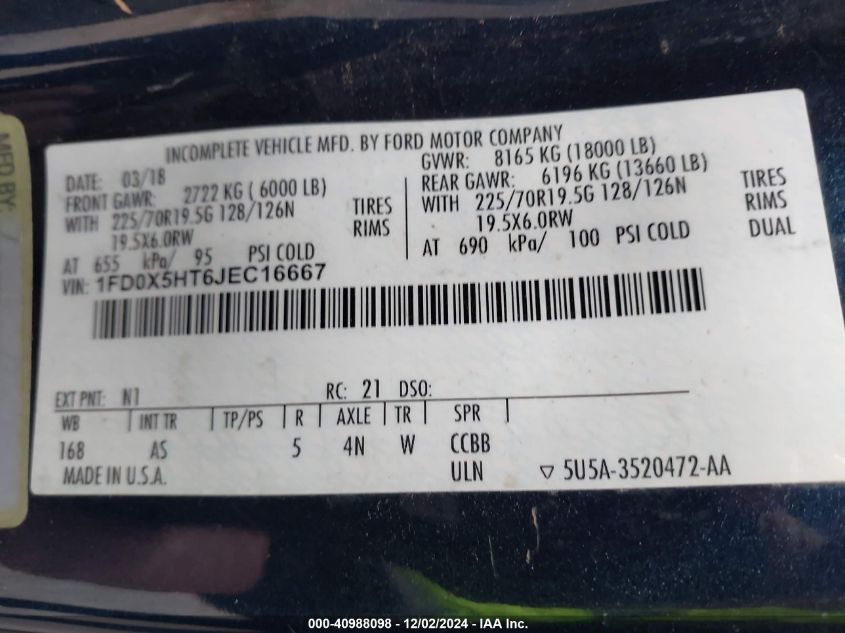 MFD BY:
INCOMPLETE VEHICLE MFD. BY FORD MOTOR COMPANY
DATE: 03/18
FRONT GAWR: 2722 KG ( 6000 LB)
WITH 225/70R19.5G 128/126N TIRES
19.5X6.0RW RIMS
AT 655 kPa/ 95 PSI COLD
GVWR: 8165 KG (18000 LB)
REAR GAWR: 6196 KG (13660 LB)
WITH 225/70R19.5G 128/126N TIRES
19.5X6.0RW RIMS
AT 690 kPa/ 100 PSI COLD DUAL
VIN: 1FD0X5HT6JEC16667
EXT PNT: N1 RC: 21 DSO:
WB INT TR TP/PS R AXLE TR SPR
168 AS 5 4N W CCBB
MADE IN U.S.A. ULN ▽ 5U5A-3520472-AA
000-40988098 - 12/02/2024 - IAA Inc.